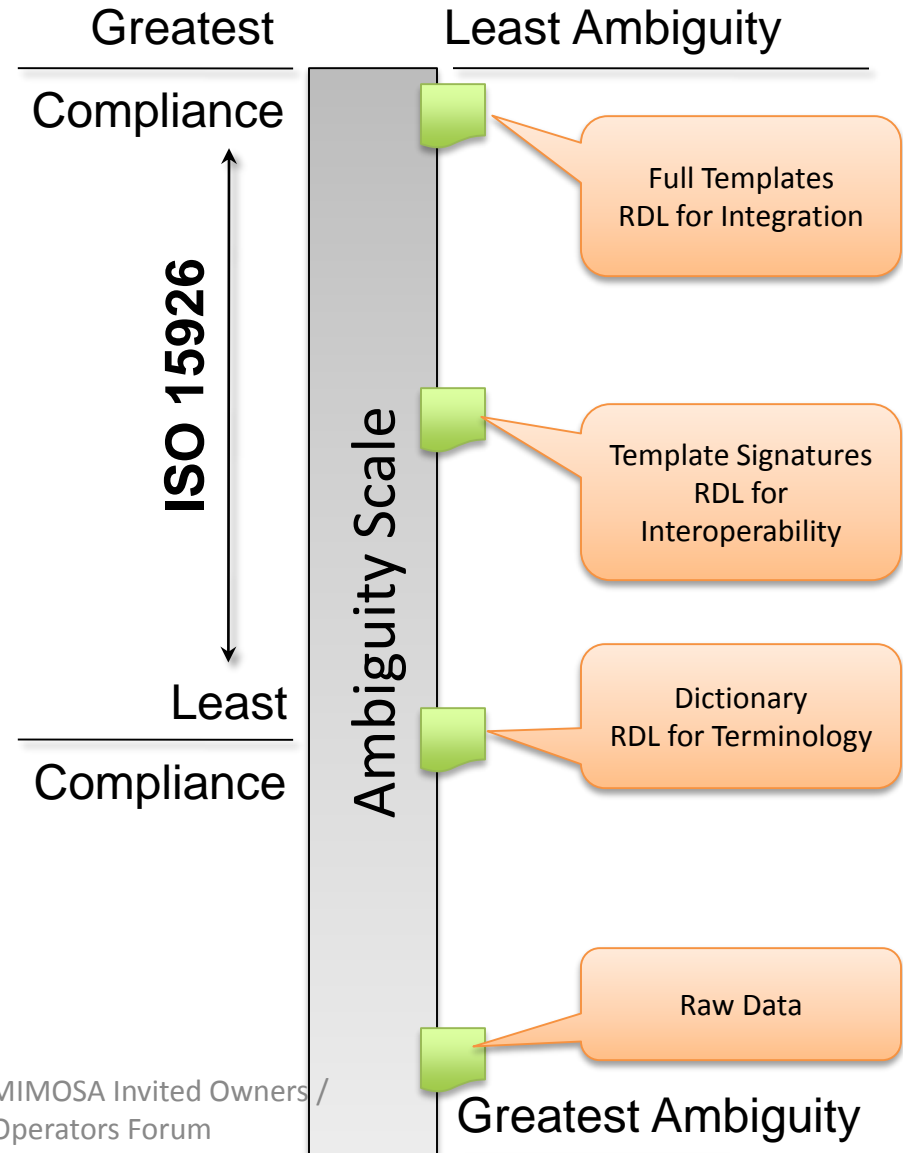 Greatest
Least Ambiguity
Compliance
Full Templates
RDL for Integration
ISO 15926
Ambiguity Scale
Template Signatures
RDL for
Interoperability
Least
Compliance
Dictionary
RDL for Terminology
Raw Data
MIMOSA Invited Owners /
Operators Forum
Greatest Ambiguity